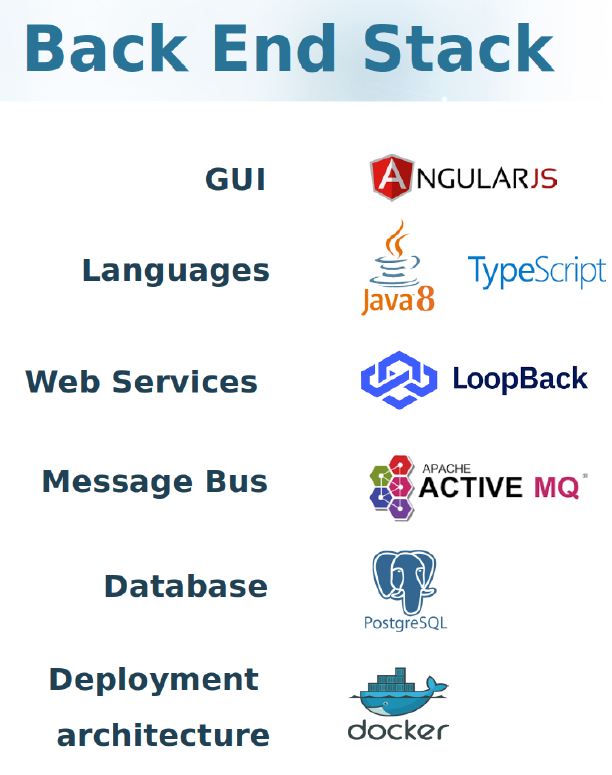 Back End Stack
GUI
ANGULARJS
Languages
Java 8
TypeScript
Web Services
LoopBack
Message Bus
APACHE
ACTIVE MQ
Database
PostgreSQL
Deployment
architecture
docker